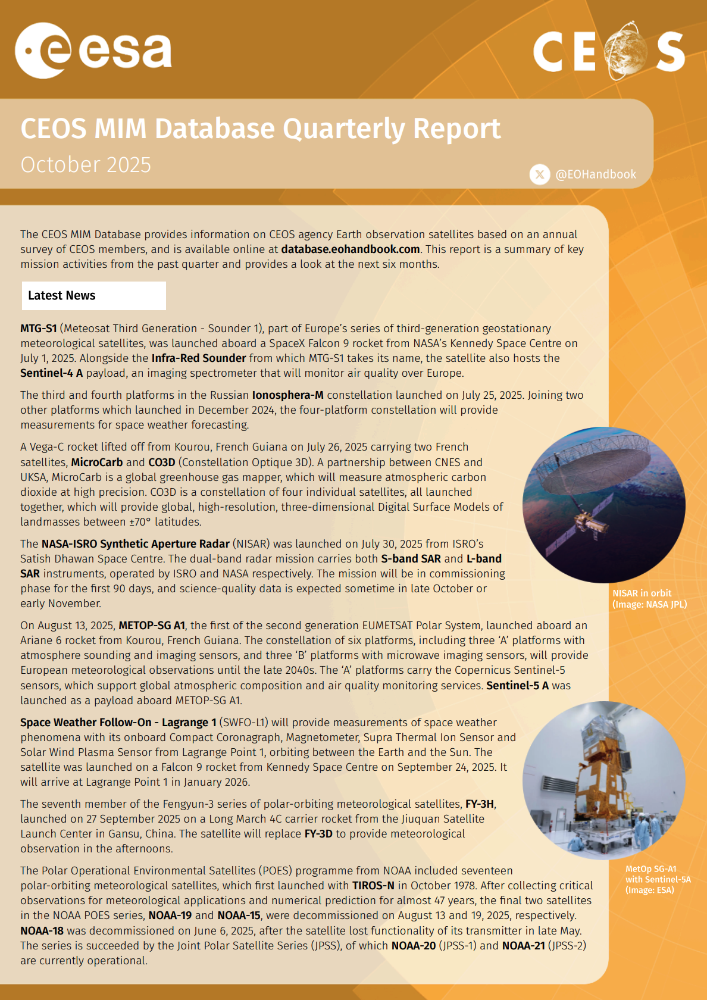 esa
CEOS
CEOS MIM Database Quarterly Report
October 2025
@EOHandbook
The CEOS MIM Database provides information on CEOS agency Earth observation satellites based on an annual
survey of CEOS members, and is available online at database.eohandbook.com. This report is a summary of key
mission activities from the past quarter and provides a look at the next six months.
Latest News
MTG-S1 (Meteosat Third Generation - Sounder 1), part of Europe's series of third-generation geostationary
meteorological satellites, was launched aboard a SpaceX Falcon 9 rocket from NASA's Kennedy Space Centre on
July 1, 2025. Alongside the Infra-Red Sounder from which MTG-S1 takes its name, the satellite also hosts the
Sentinel-4 A payload, an imaging spectrometer that will monitor air quality over Europe.
The third and fourth platforms in the Russian Ionosphera-M constellation launched on July 25, 2025. Joining two
other platforms which launched in December 2024, the four-platform constellation will provide
measurements for space weather forecasting.
A Vega-C rocket lifted off from Kourou, French Guiana on July 26, 2025 carrying two French
satellites, MicroCarb and CO3D (Constellation Optique 3D). A partnership between CNES and
UKSA, MicroCarb is a global greenhouse gas mapper, which will measure atmospheric carbon
dioxide at high precision. CO3D is a constellation of four individual satellites, all launched
together, which will provide global, high-resolution, three-dimensional Digital Surface Models of
landmasses between ±70° latitudes.
The NASA-ISRO Synthetic Aperture Radar (NISAR) was launched on July 30, 2025 from ISRO's
Satish Dhawan Space Centre. The dual-band radar mission carries both S-band SAR and L-band
SAR instruments, operated by ISRO and NASA respectively. The mission will be in commissioning
phase for the first 90 days, and science-quality data is expected sometime in late October or
early November.
NISAR in orbit
(Image: NASA JPL)
On August 13, 2025, METOP-SG A1, the first of the second generation EUMETSAT Polar System, launched aboard an
Ariane 6 rocket from Kourou, French Guiana. The constellation of six platforms, including three 'A' platforms with
atmosphere sounding and imaging sensors, and three 'B' platforms with microwave imaging sensors, will provide
European meteorological observations until the late 2040s. The 'A' platforms carry the Copernicus Sentinel-5
sensors, which support global atmospheric composition and air quality monitoring services. Sentinel-5 A was
launched as a payload aboard METOP-SG A1.
Space Weather Follow-On - Lagrange 1 (SWFO-L1) will provide measurements of space weather
phenomena with its onboard Compact Coronagraph, Magnetometer, Supra Thermal Ion Sensor and
Solar Wind Plasma Sensor from Lagrange Point 1, orbiting between the Earth and the Sun. The
satellite was launched on a Falcon 9 rocket from Kennedy Space Centre on September 24, 2025. It
will arrive at Lagrange Point 1 in January 2026.
The seventh member of the Fengyun-3 series of polar-orbiting meteorological satellites, FY-3H,
launched on 27 September 2025 on a Long March 4C carrier rocket from the Jiuquan Satellite
Launch Center in Gansu, China. The satellite will replace FY-3D to provide meteorological
observation in the afternoons.
MetOp SG-A1
with Sentinel-5A
(Image: ESA)
The Polar Operational Environmental Satellites (POES) programme from NOAA included seventeen
polar-orbiting meteorological satellites, which first launched with TIROS-N in October 1978. After collecting critical
observations for meteorological applications and numerical prediction for almost 47 years, the final two satellites
in the NOAA POES series, NOAA-19 and NOAA-15, were decommissioned on August 13 and 19, 2025, respectively.
NOAA-18 was decommissioned on June 6, 2025, after the satellite lost functionality of its transmitter in late May.
The series is succeeded by the Joint Polar Satellite Series (JPSS), of which NOAA-20 (JPSS-1) and NOAA-21 (JPSS-2)
are currently operational.